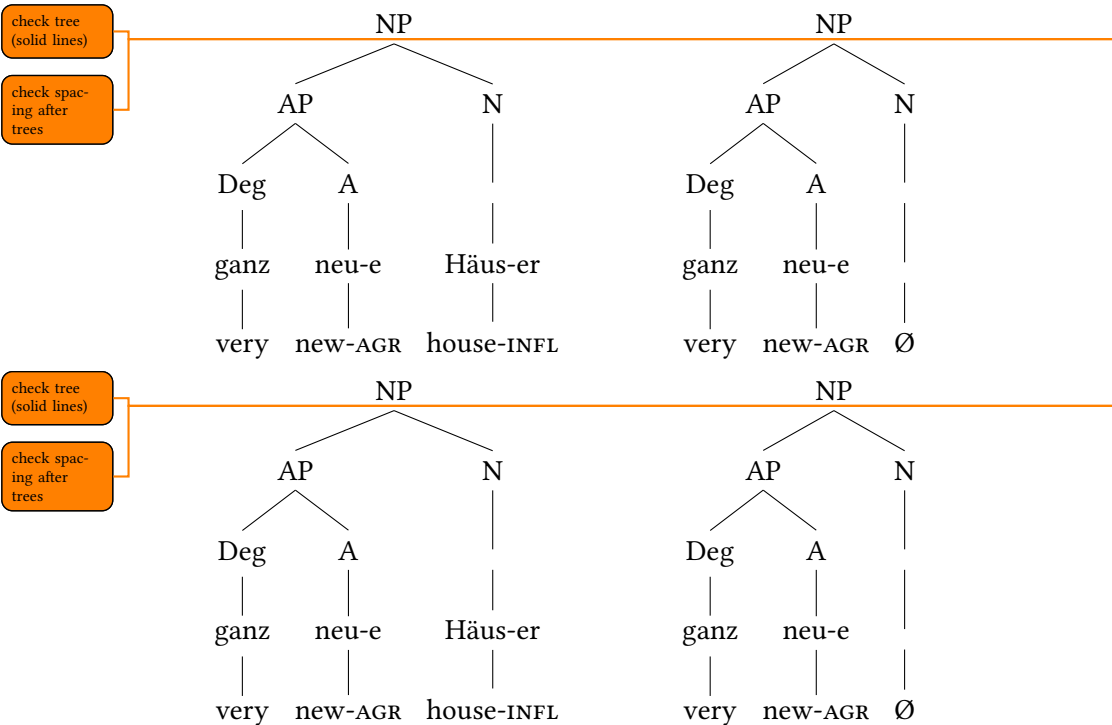 check tree
(solid lines)
check spac-
ing after
trees
NP NP
AP N AP N
Deg A Deg A
ganz neu-e Häus-er ganz neu-e
very new-AGR house-INFL very new-AGR Ø
check tree
(solid lines)
check spac-
ing after
trees
NP NP
AP N AP N
Deg A Deg A
ganz neu-e Häus-er ganz neu-e
very new-AGR house-INFL very new-AGR Ø